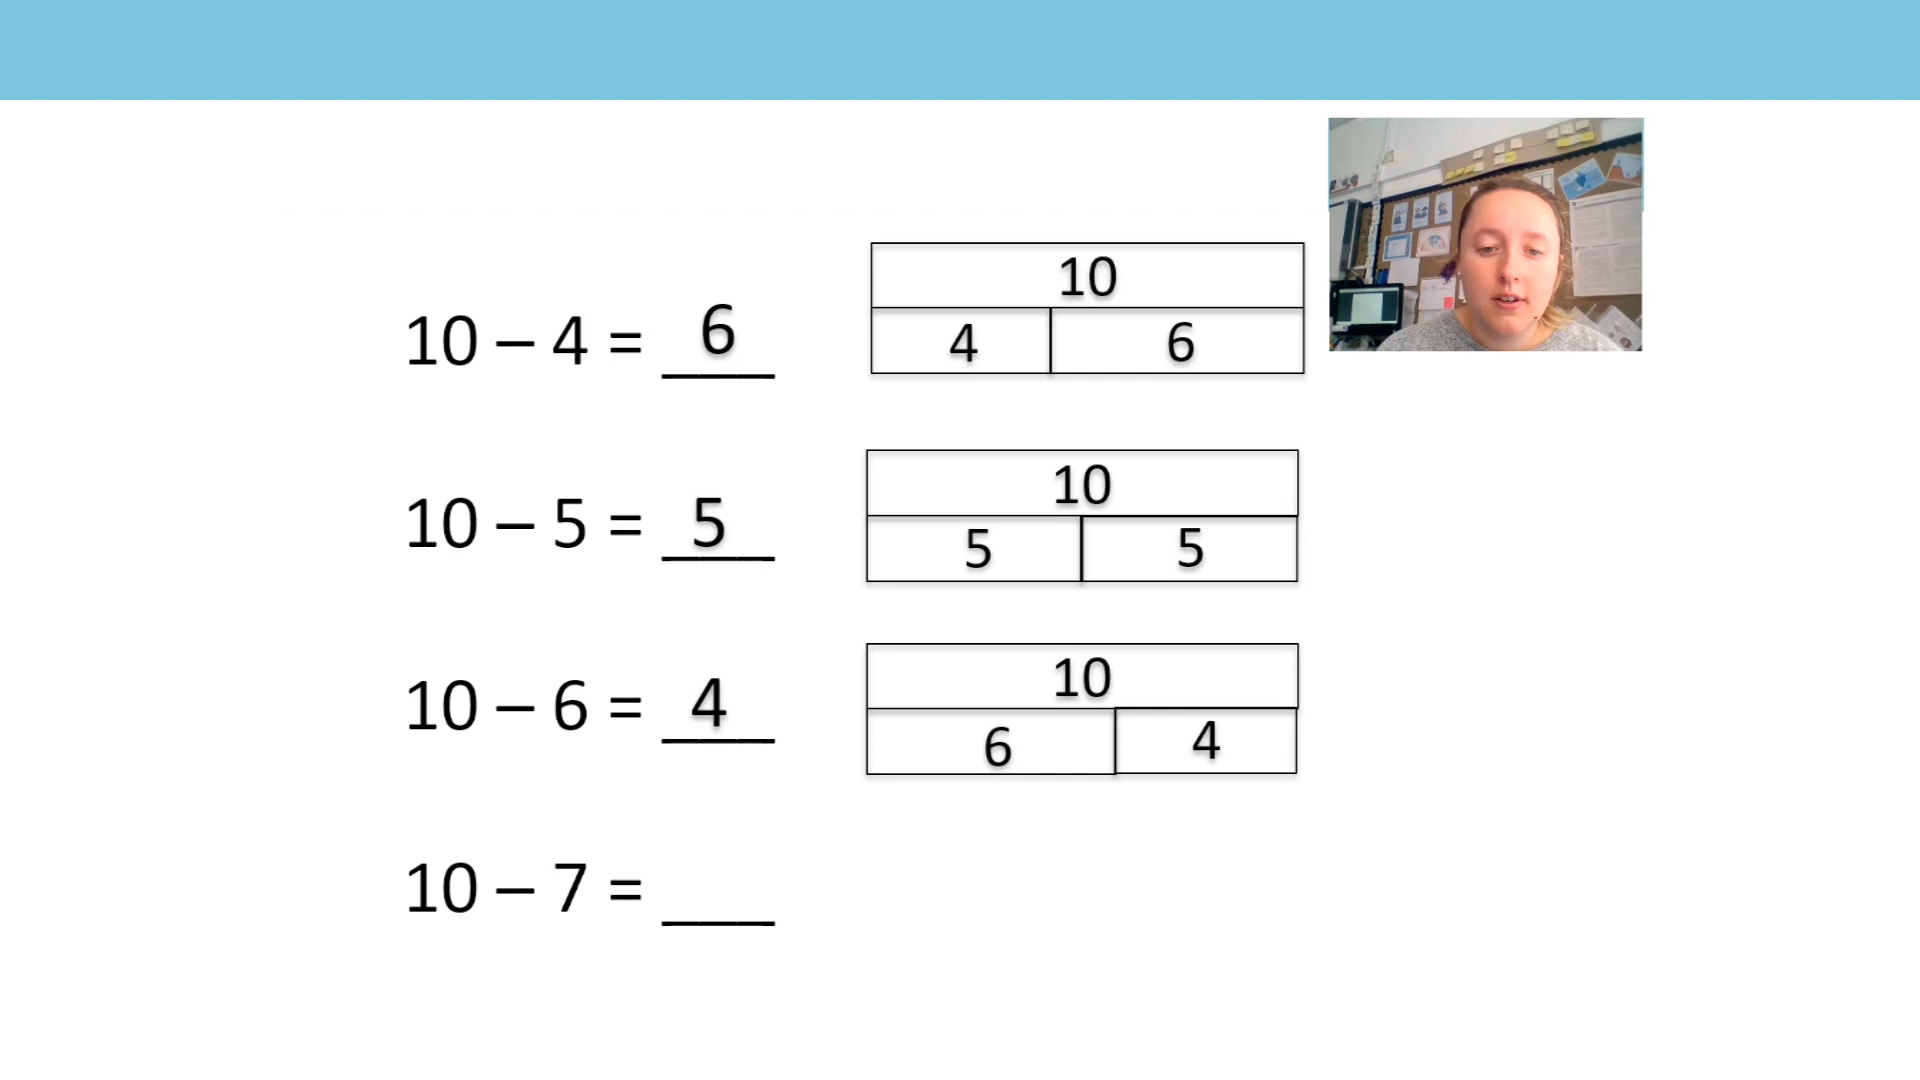 10 – 4 = 6
10
4 6
10 – 5 = 5
10
5 5
10 – 6 = 4
10
6 4
10 – 7 = ___